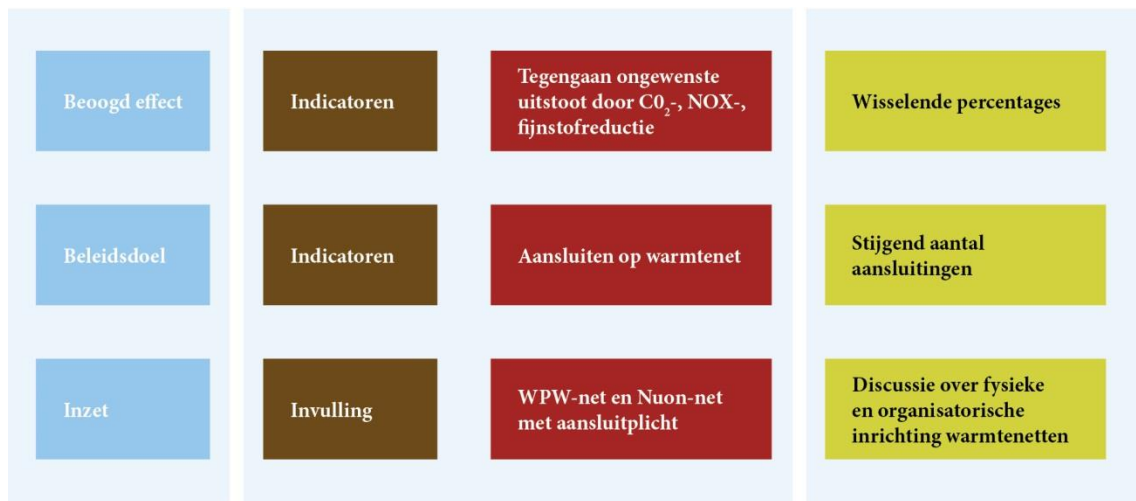 Beoogd effect
Indicatoren
Tegengaan ongewenste
uitstoot door C0₂-, NOX-,
fijnstofreductie
Wisselende percentages
Beleidsdoel
Indicatoren
Aansluiten op warmtenet
Stijgend aantal
aansluitingen
Inzet
Invulling
WPW-net en Nuon-net
met aansluitplicht
Discussie over fysieke
en organisatorische
inrichting warmtenetten